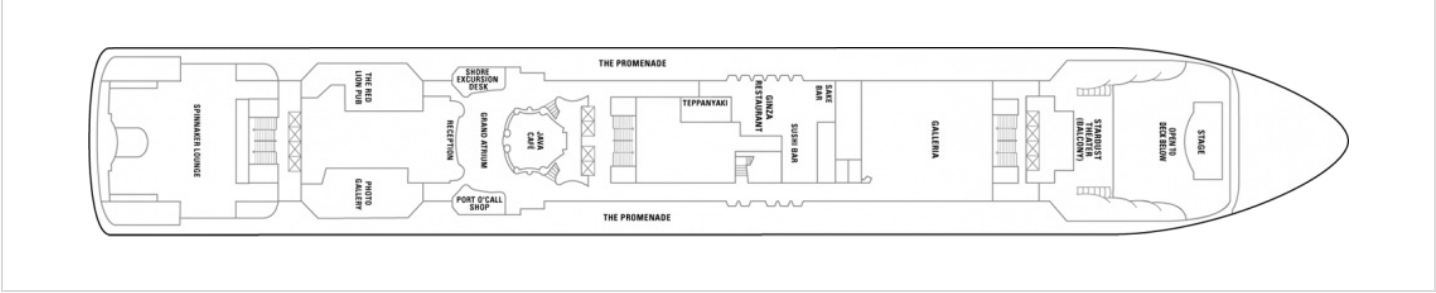 SPINNAKER LOUNGE
THE RED
LION PUB
PHOTO
GALLERY
RECEPTION
SHORE
EXCURSION
DESK
GRAND ATRIUM
PORT O'CALL
SHOP
JAVA
CAFÉ
THE PROMENADE
THE PROMENADE
TEPPANYAKI
GINZA
RESTAURANT
SUSHI BAR
SAKE
BAR
GALLERIA
STARDUST
THEATER
(BALCONY)
OPEN TO
DECK BELOW
STAGE